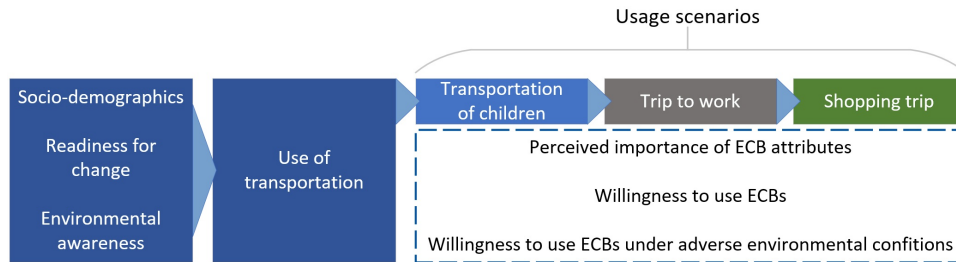 Usage scenarios
Socio-demographics
Readiness for
change
Environmental
awareness
Use of
transportation
Transportation
of children
Trip to work
Shopping trip
Perceived importance of ECB attributes
Willingness to use ECBs
Willingness to use ECBs under adverse environmental confitions